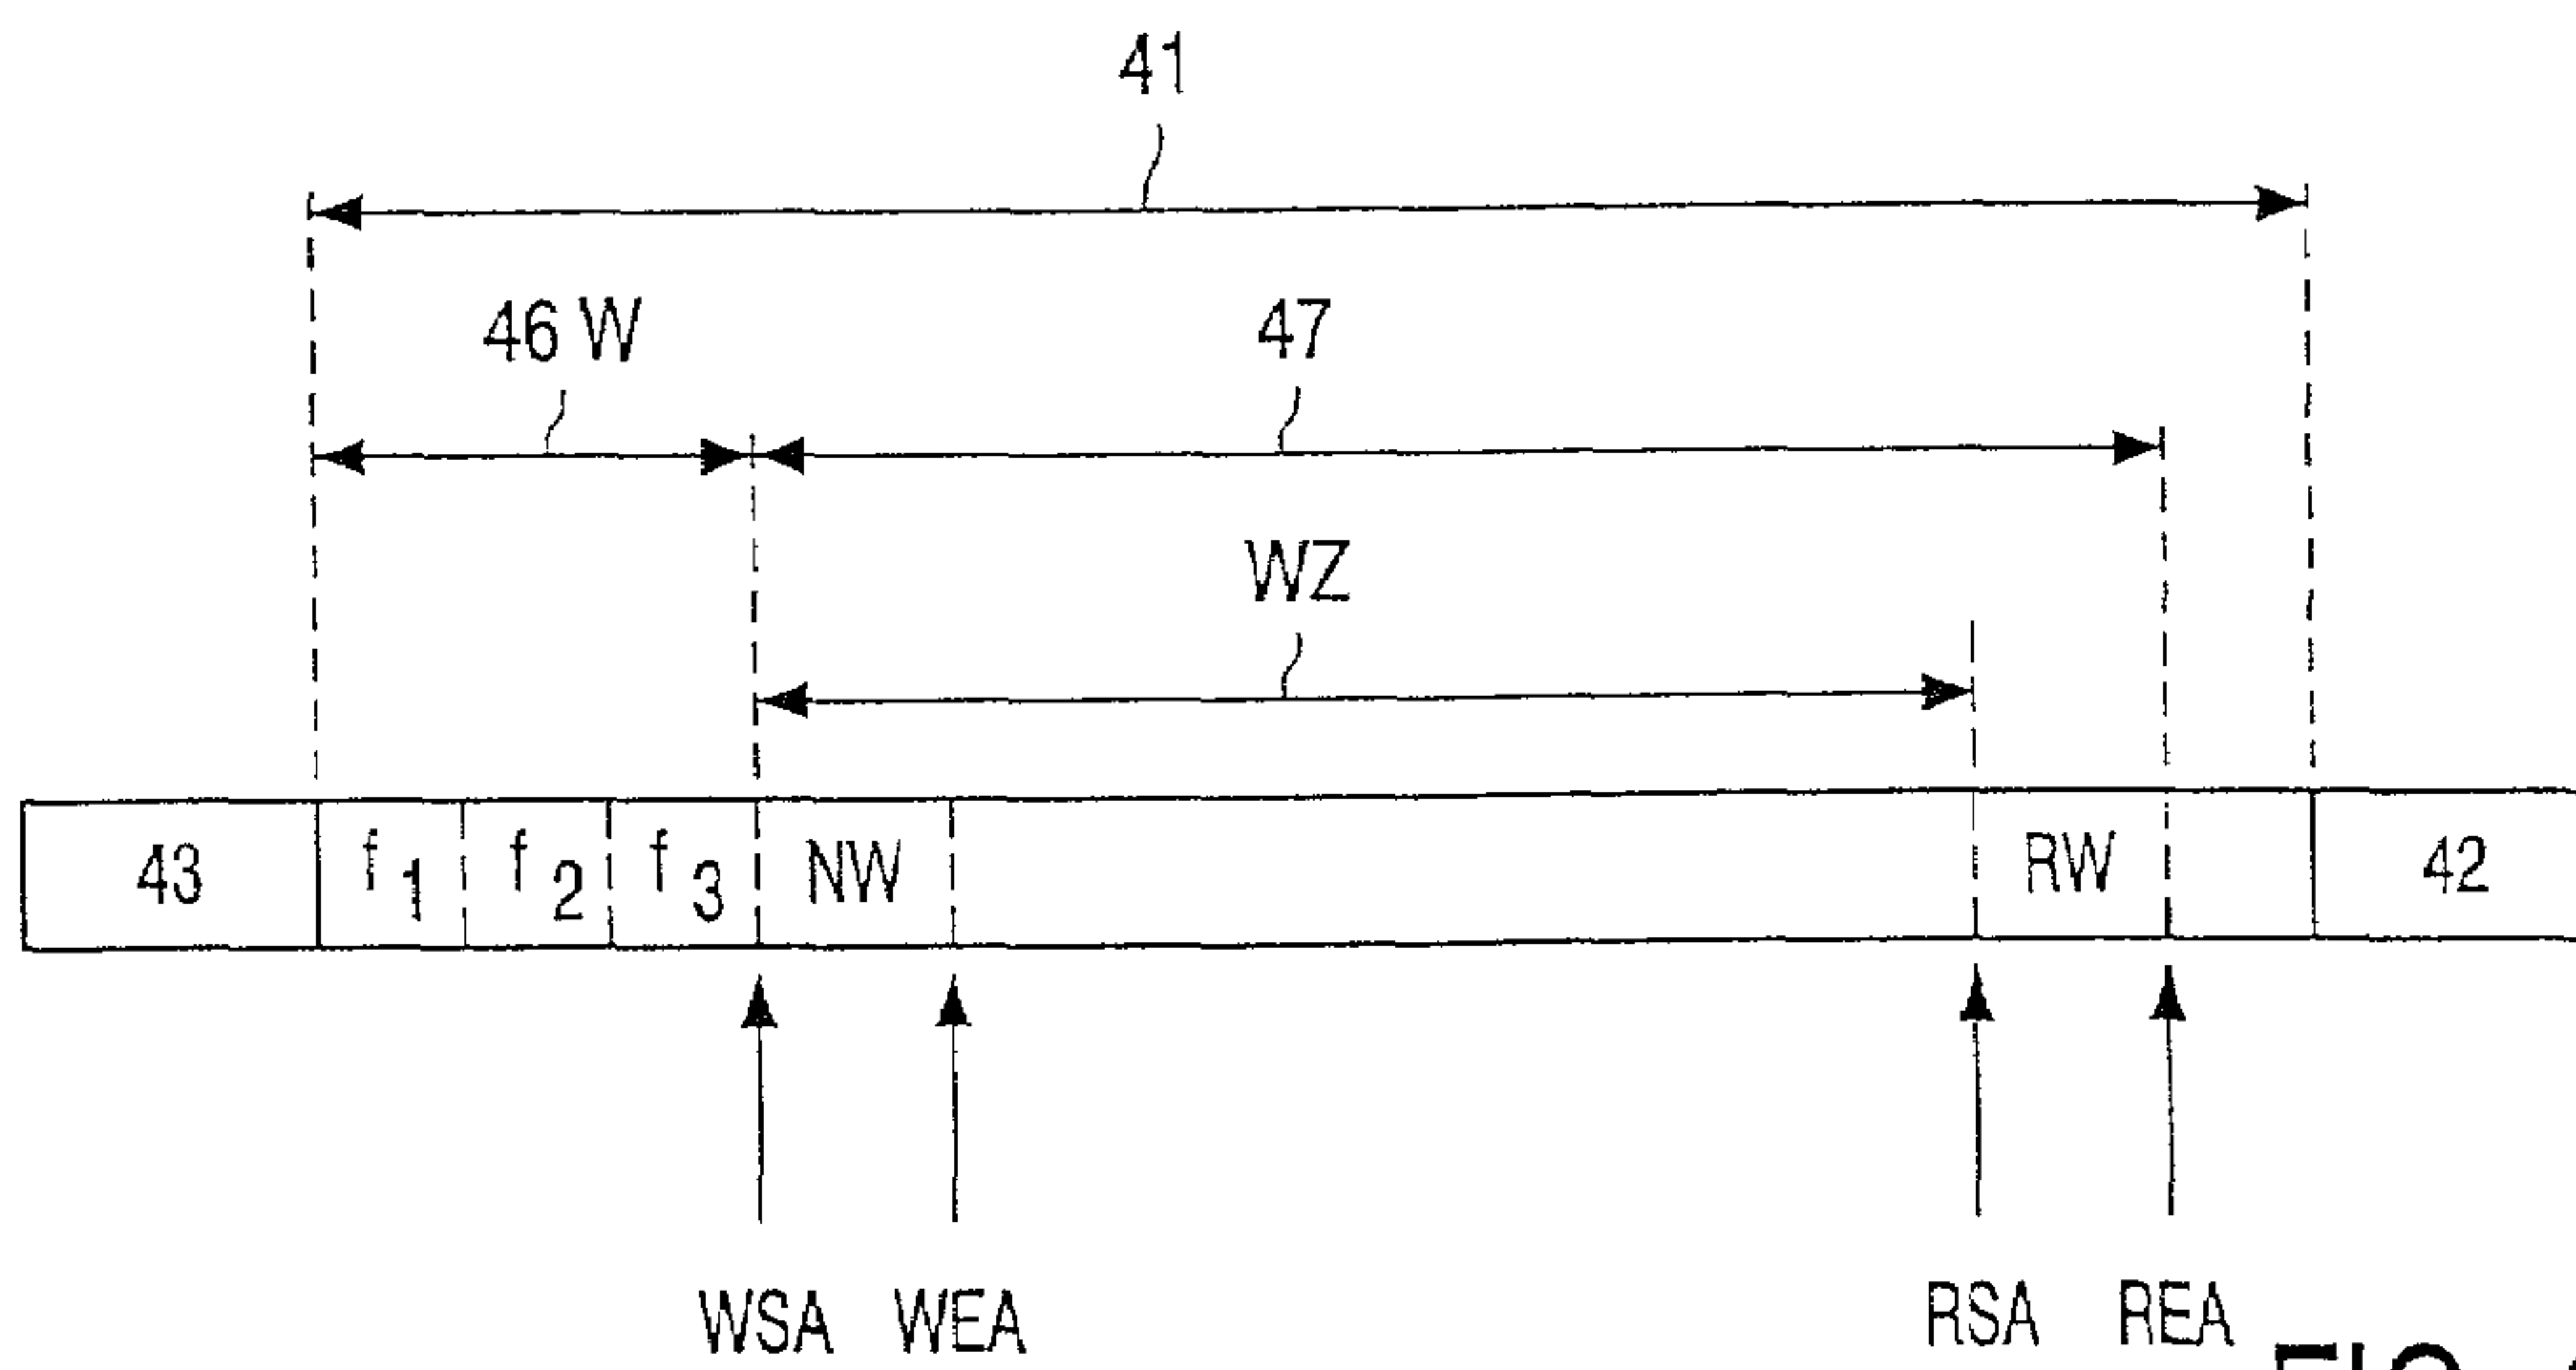 41
46 W 47
WZ
43 f 1 f 2 f 3 NW RW 42
WSA WEA RSA REA